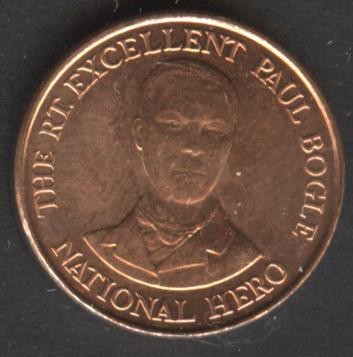 THE RT. EXCELLENT PAUL BOGLE
NATIONAL HERO